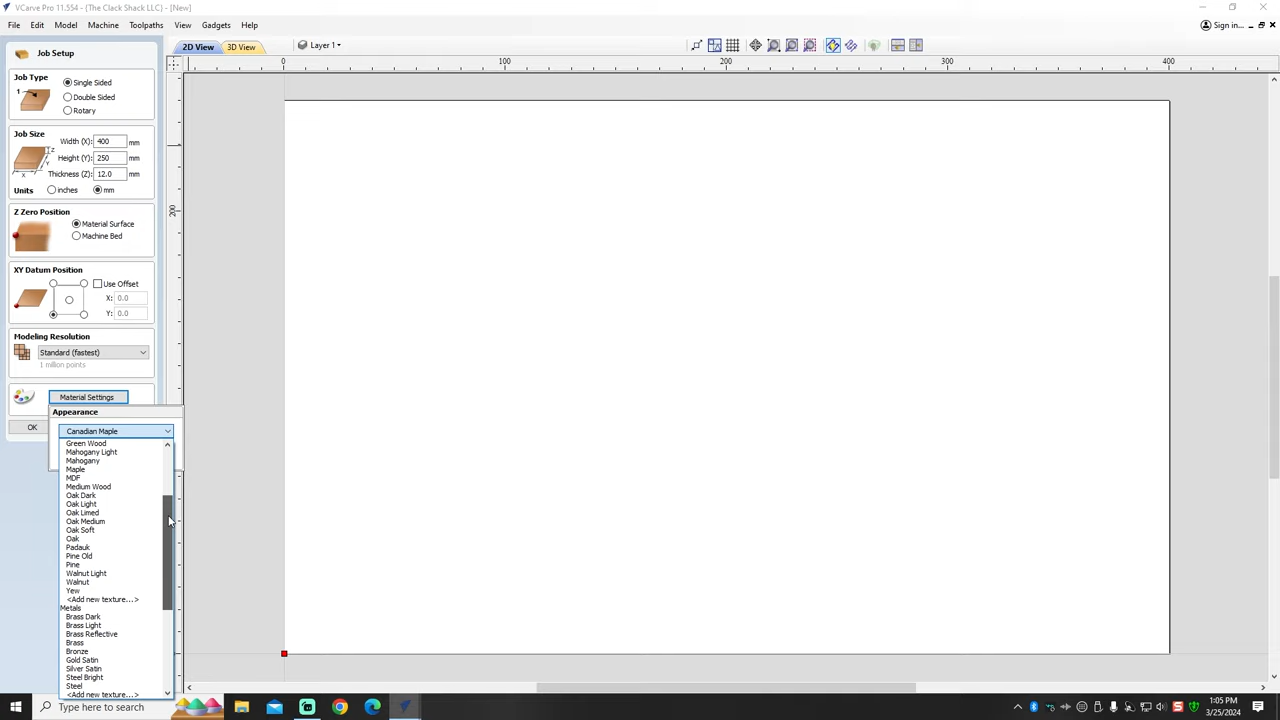 VCarve Pro 11.554 - {The Clack Shack LLC} - [New]
File Edit Model Machine Toolpaths View Gadgets Help
Sign in...
Job Setup
2D View 3D View Layer 1
Job Type
Single Sided
Double Sided
Rotary
1
0 100 200 300 400
200
Job Size
Width (X): 400 mm
Height (Y): 250 mm
Thickness (Z): 12.0 mm
Z
Y
X
Units inches mm
Z Zero Position
Material Surface
Machine Bed
XY Datum Position
Use Offset
X: 0.0
Y: 0.0
Modeling Resolution
Standard (fastest)
1 million points
Material Settings
OK
Appearance
Canadian Maple
Green Wood
Mahogany Light
Mahogany
Maple
MDF
Medium Wood
Oak Dark
Oak Light
Oak Limed
Oak Medium
Oak Soft
Oak
Padauk
Pine Old
Pine
Walnut Light
Walnut
Yew
<Add new texture...>
Metals
Brass Dark
Brass Light
Brass Reflective
Brass
Bronze
Gold Satin
Silver Satin
Steel Bright
Steel
<Add new texture...>
Type here to search
1:05 PM
3/25/2024